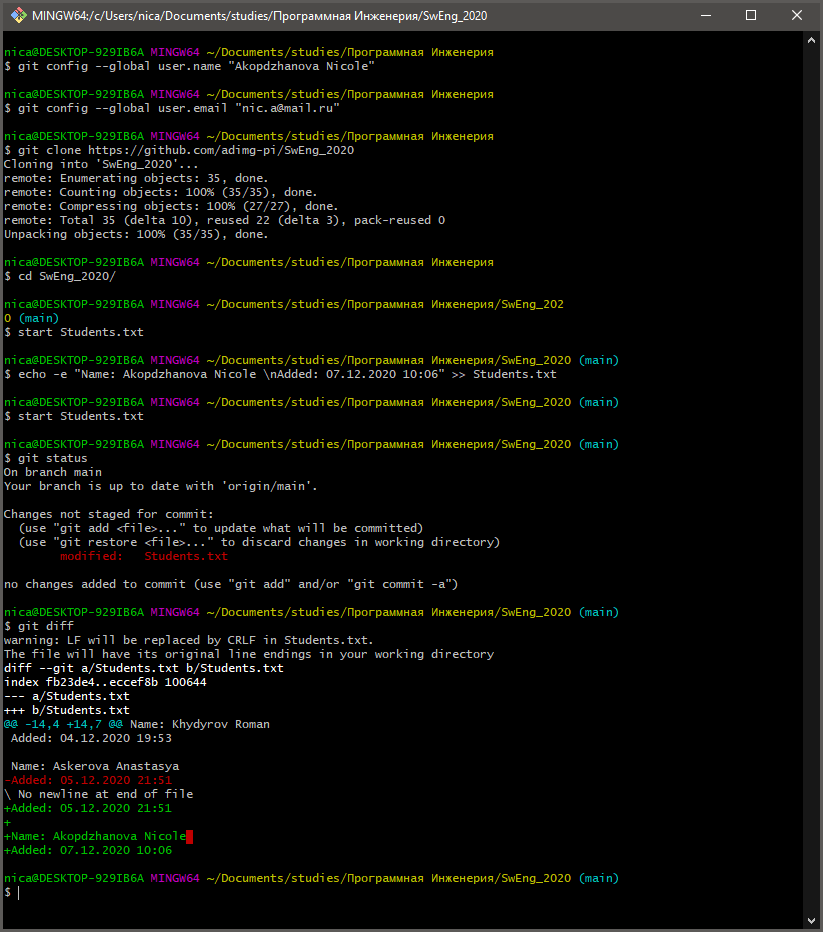 MINGW64:/c/Users/nica/Documents/studies/Программная Инженерия/SwEng_2020
nica@DESKTOP-929IB6A MINGW64 ~/Documents/studies/Программная Инженерия
$ git config --global user.name "Akopdzhanova Nicole"
nica@DESKTOP-929IB6A MINGW64 ~/Documents/studies/Программная Инженерия
$ git config --global user.email "nic.a@mail.ru"
nica@DESKTOP-929IB6A MINGW64 ~/Documents/studies/Программная Инженерия
$ git clone https://github.com/adimg-pi/SwEng_2020
Cloning into 'SwEng_2020'...
remote: Enumerating objects: 35, done.
remote: Counting objects: 100% (35/35), done.
remote: Compressing objects: 100% (27/27), done.
remote: Total 35 (delta 10), reused 22 (delta 3), pack-reused 0
Unpacking objects: 100% (35/35), done.
nica@DESKTOP-929IB6A MINGW64 ~/Documents/studies/Программная Инженерия
$ cd SwEng_2020/
nica@DESKTOP-929IB6A MINGW64 ~/Documents/studies/Программная Инженерия/SwEng_202
0 (main)
$ start Students.txt
nica@DESKTOP-929IB6A MINGW64 ~/Documents/studies/Программная Инженерия/SwEng_2020 (main)
$ echo -e "Name: Akopdzhanova Nicole \nAdded: 07.12.2020 10:06" >> Students.txt
nica@DESKTOP-929IB6A MINGW64 ~/Documents/studies/Программная Инженерия/SwEng_2020 (main)
$ start Students.txt
nica@DESKTOP-929IB6A MINGW64 ~/Documents/studies/Программная Инженерия/SwEng_2020 (main)
$ git status
On branch main
Your branch is up to date with 'origin/main'.
Changes not staged for commit:
  (use "git add <file>..." to update what will be committed)
  (use "git restore <file>..." to discard changes in working directory)
        modified:   Students.txt
no changes added to commit (use "git add" and/or "git commit -a")
nica@DESKTOP-929IB6A MINGW64 ~/Documents/studies/Программная Инженерия/SwEng_2020 (main)
$ git diff
warning: LF will be replaced by CRLF in Students.txt.
The file will have its original line endings in your working directory
diff --git a/Students.txt b/Students.txt
index fb23de4..eccef8b 100644
--- a/Students.txt
+++ b/Students.txt
@@ -14,4 +14,7 @@ Name: Khydyrov Roman
 Added: 04.12.2020 19:53
 Name: Askerova Anastasya
-Added: 05.12.2020 21:51
\ No newline at end of file
+Added: 05.12.2020 21:51
+
+Name: Akopdzhanova Nicole
+Added: 07.12.2020 10:06
nica@DESKTOP-929IB6A MINGW64 ~/Documents/studies/Программная Инженерия/SwEng_2020 (main)
$